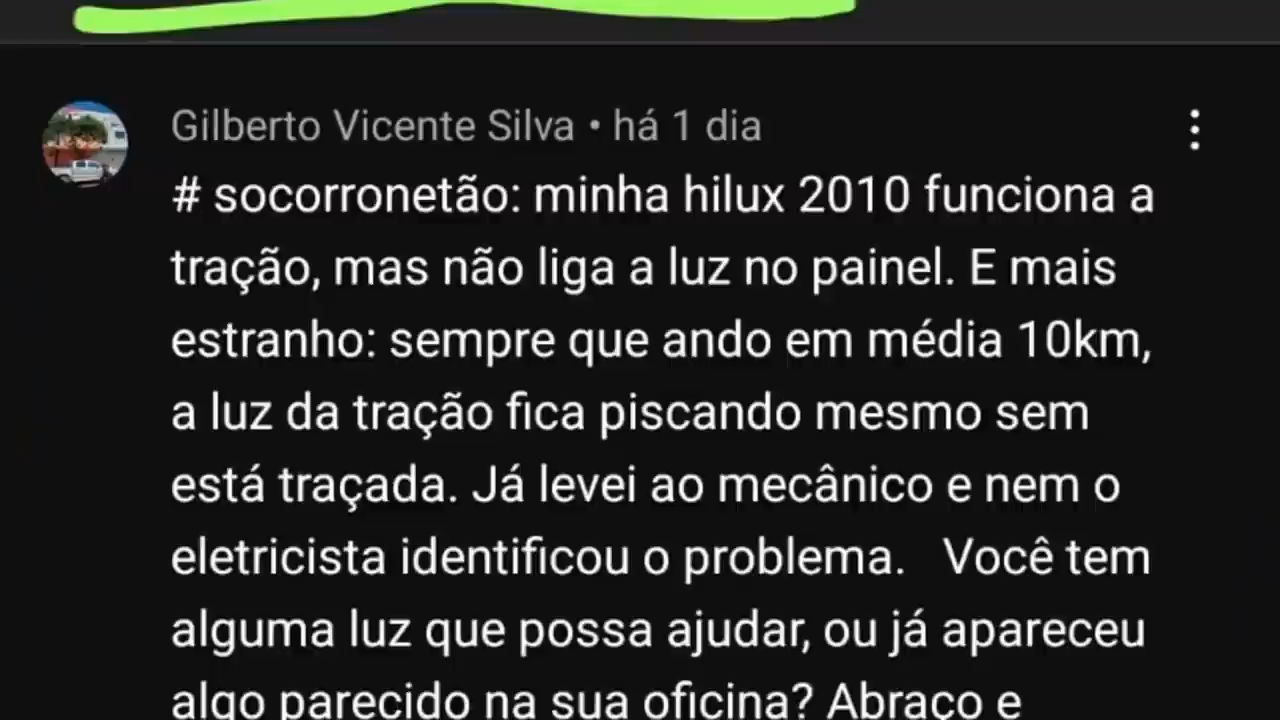 Gilberto Vicente Silva • há 1 dia
# socorronetão: minha hilux 2010 funciona a
tração, mas não liga a luz no painel. E mais
estranho: sempre que ando em média 10km,
a luz da tração fica piscando mesmo sem
está traçada. Já levei ao mecânico e nem o
eletricista identificou o problema.   Você tem
alguma luz que possa ajudar, ou já apareceu
algo parecido na sua oficina? Abraço e